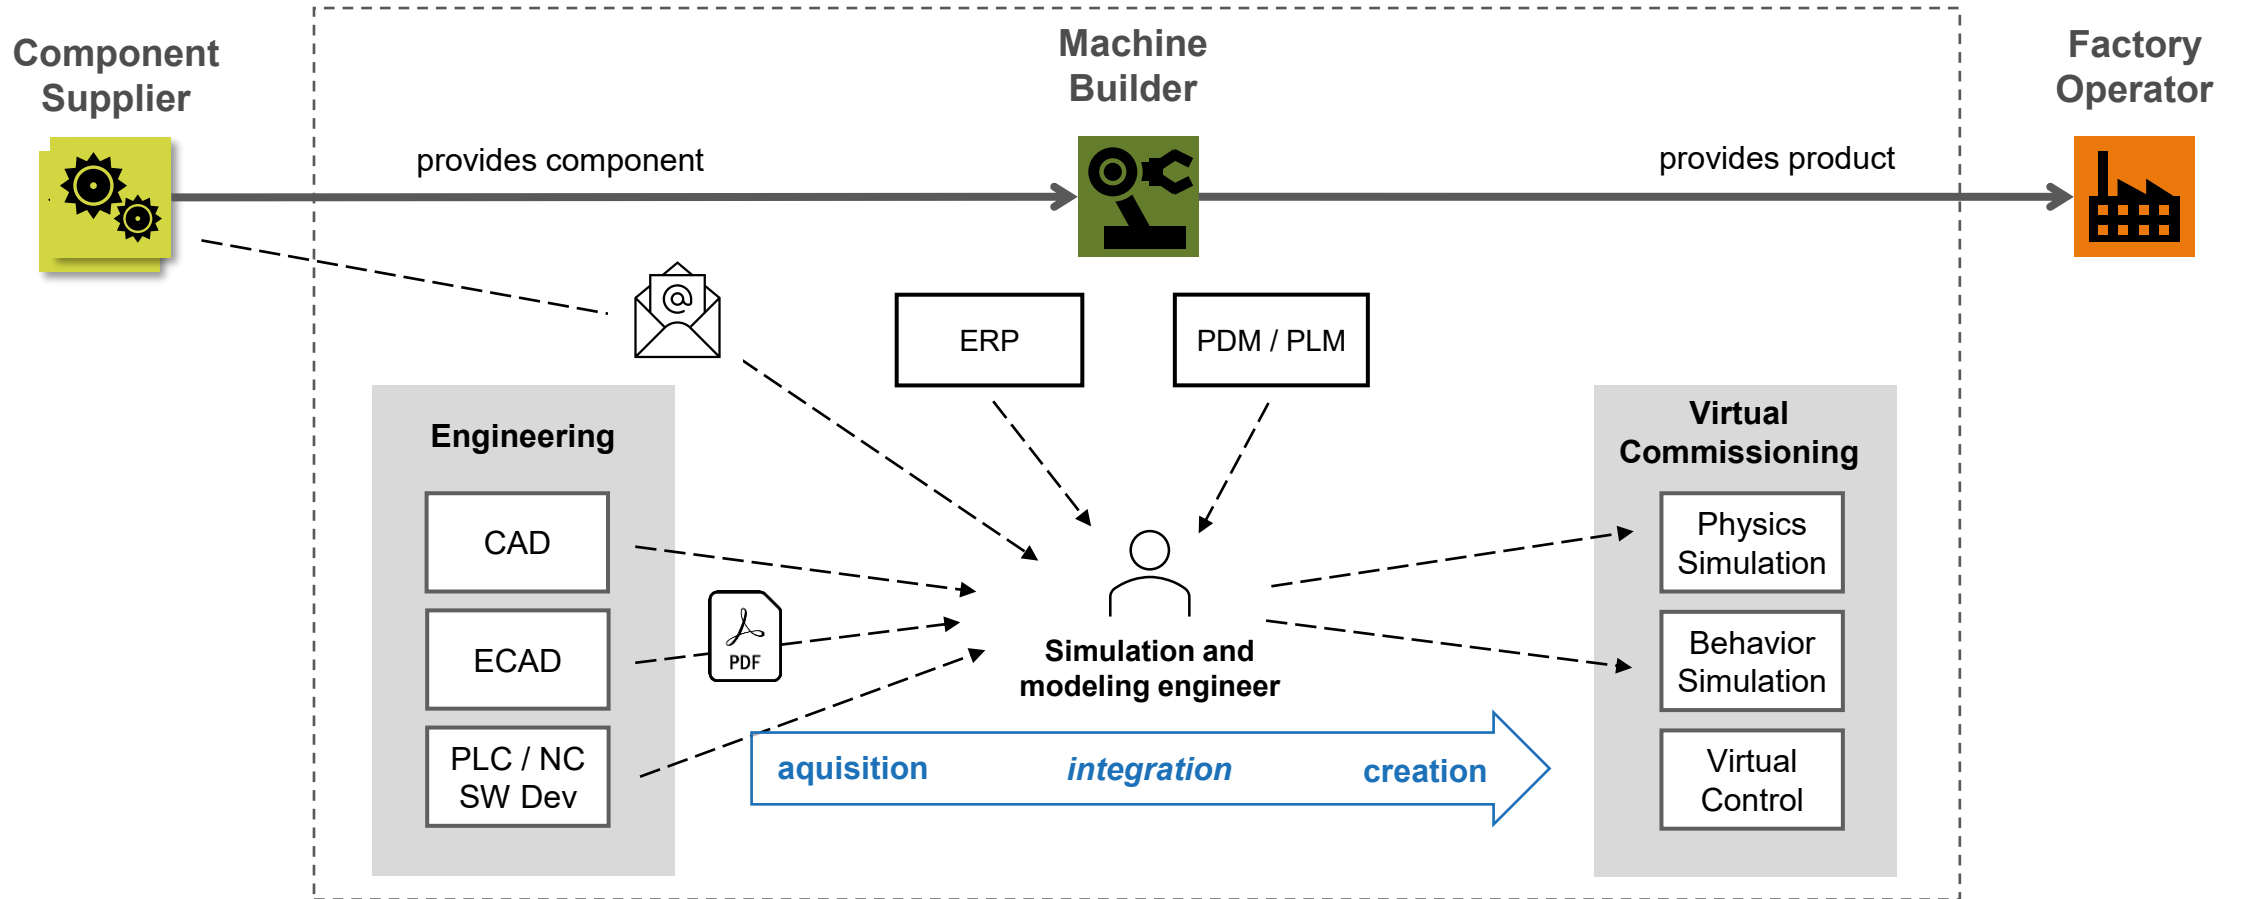 Component
Supplier
Machine
Builder
Factory
Operator
provides component
provides product
@
ERP
PDM / PLM
Engineering
CAD
ECAD
PLC / NC
SW Dev
PDF
Simulation and
modeling engineer
aquisition
integration
creation
Virtual
Commissioning
Physics
Simulation
Behavior
Simulation
Virtual
Control